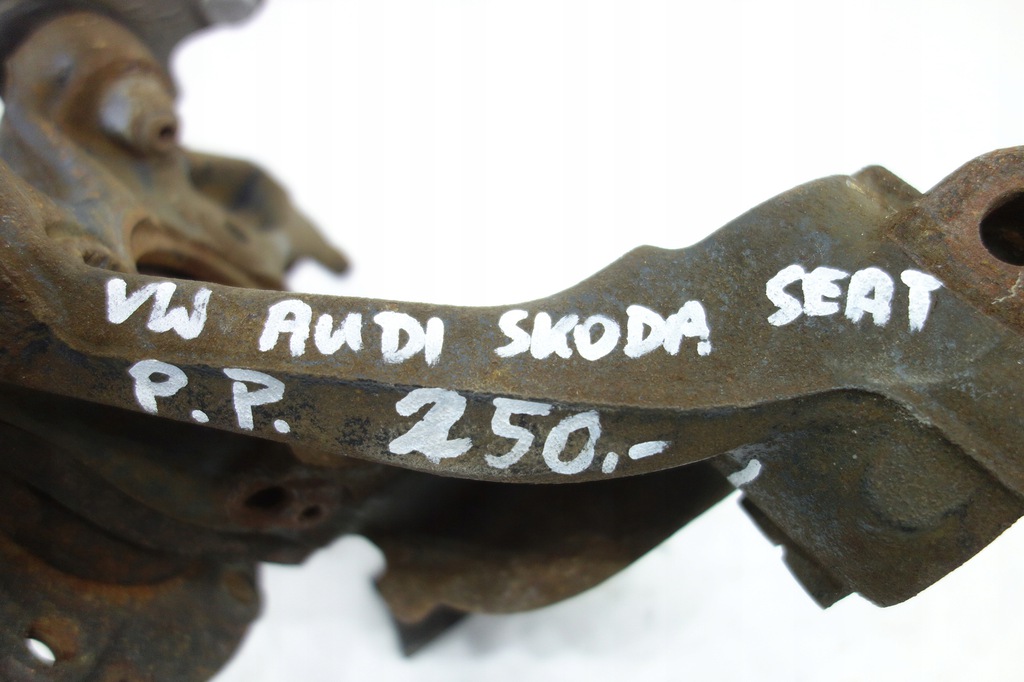 VW AUDI SKODA SEAT
P.P. 250.-